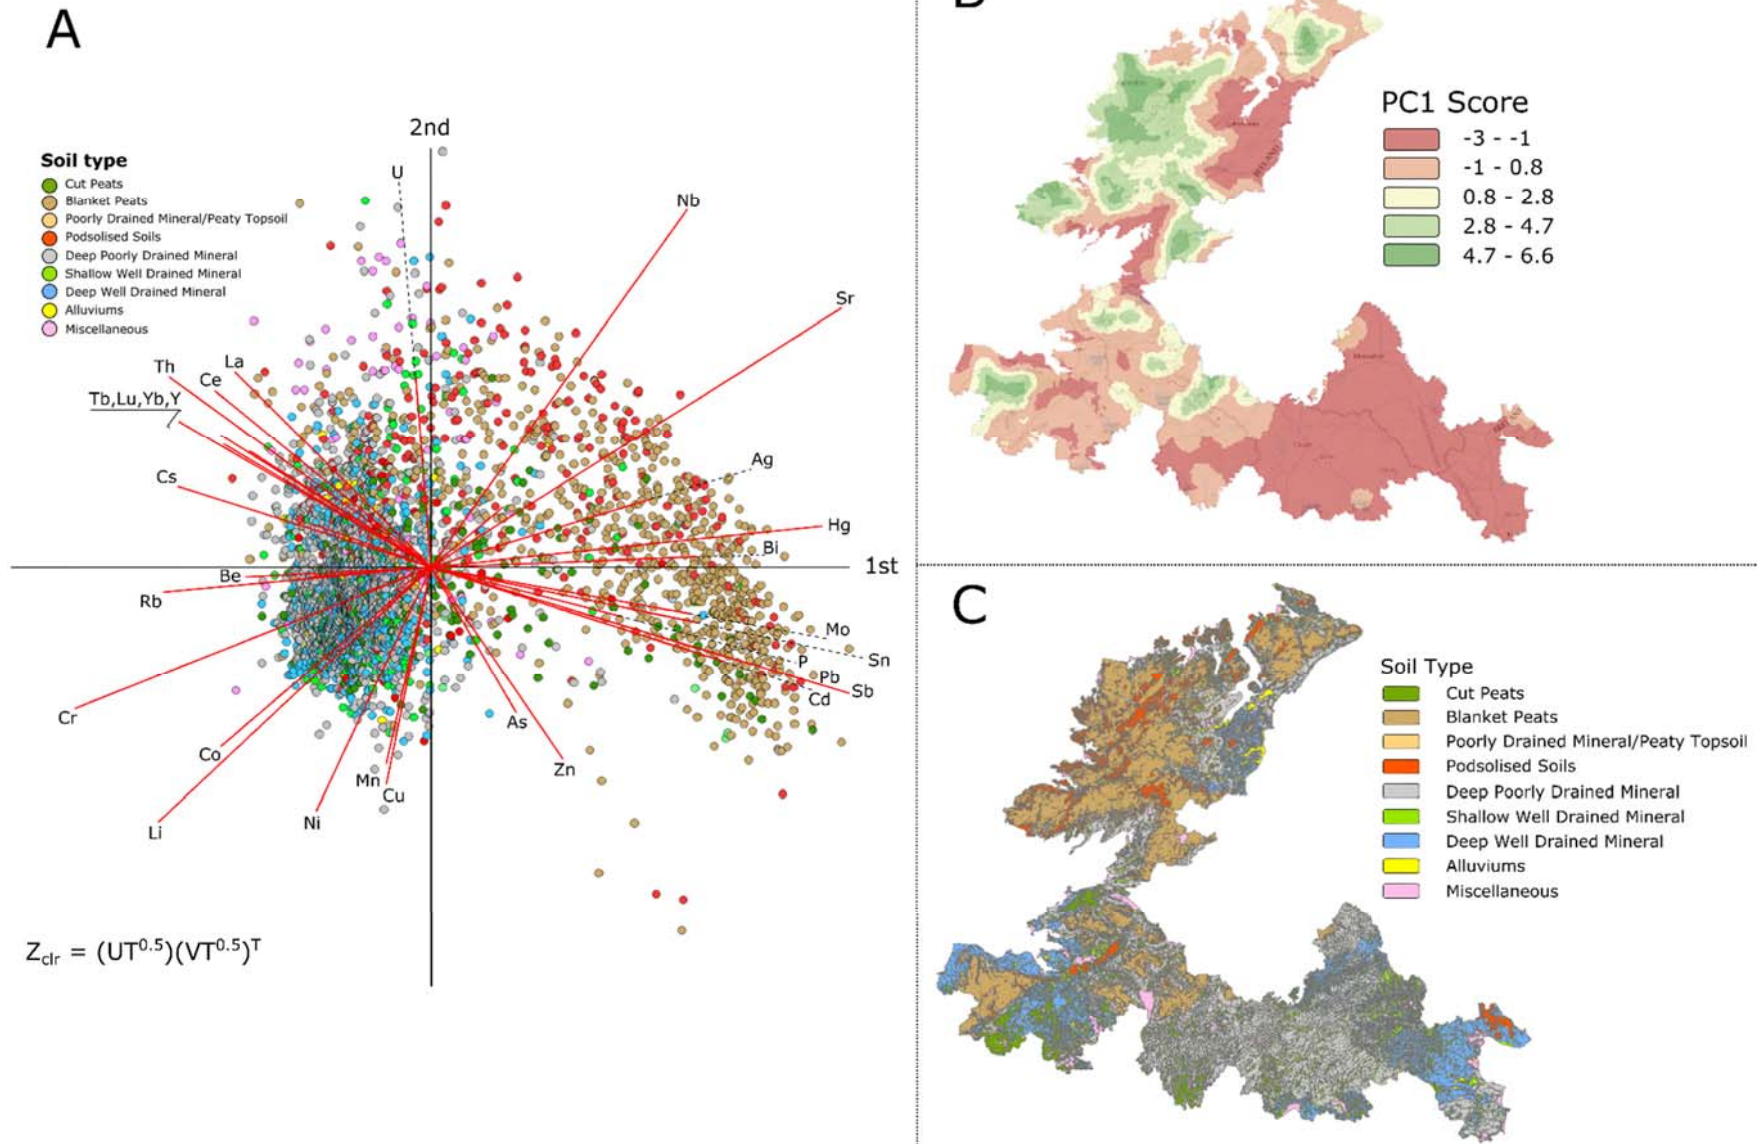 A
2nd
Soil type
Cut Peats
Blanket Peats
Poorly Drained Mineral/Peaty Topsoil
Podsolised Soils
Deep Poorly Drained Mineral
Shallow Well Drained Mineral
Deep Well Drained Mineral
Alluviums
Miscellaneous
U
Nb
Sr
La
Th
Ce
Tb,Lu,Yb,Y
Cs
Ag
Hg
Bi
1st
Be
Rb
Mo
Sn
P
Pb
Sb
Cd
Cr
As
Co
Zn
Mn
Cu
Li
Ni
Z_clr = (UT^0.5)(VT^0.5)^T
PC1 Score
-3 - -1
-1 - 0.8
0.8 - 2.8
2.8 - 4.7
4.7 - 6.6
C
Soil Type
Cut Peats
Blanket Peats
Poorly Drained Mineral/Peaty Topsoil
Podsolised Soils
Deep Poorly Drained Mineral
Shallow Well Drained Mineral
Deep Well Drained Mineral
Alluviums
Miscellaneous